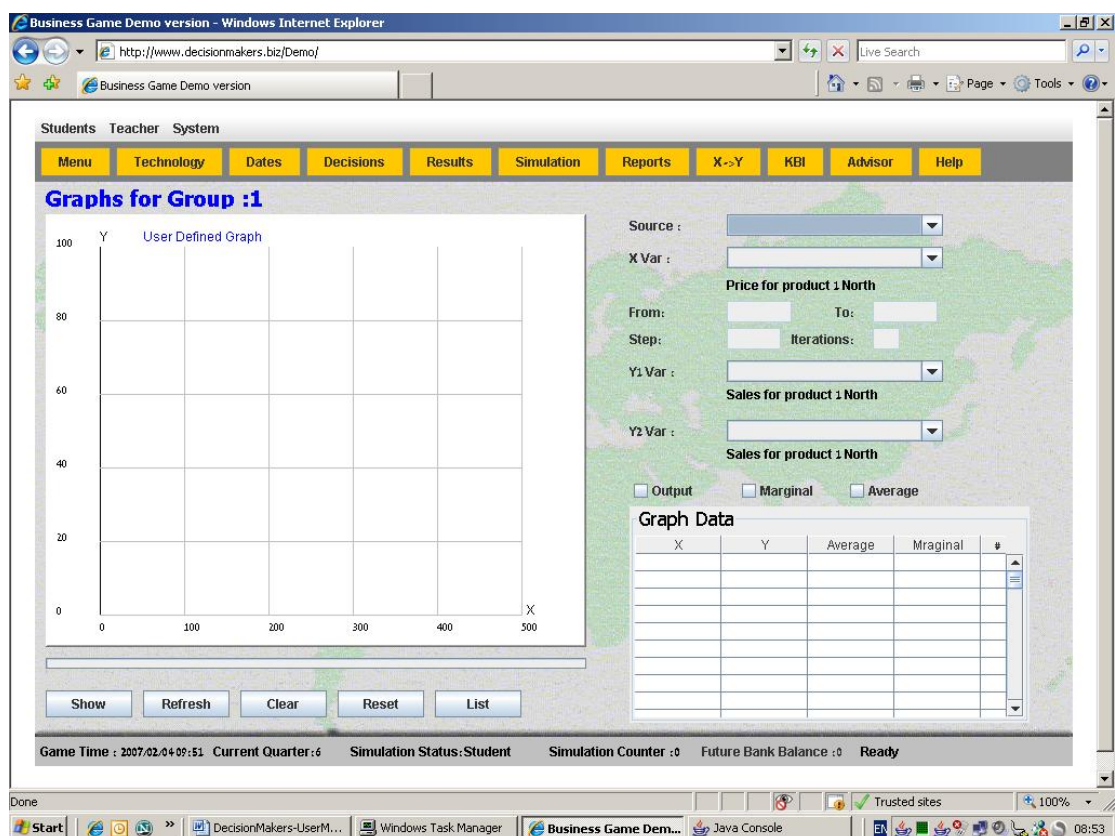 Business Game Demo version - Windows Internet Explorer
http://www.decisionmakers.biz/Demo/
Live Search
Business Game Demo version
Page
Tools
Students Teacher System
Menu Technology Dates Decisions Results Simulation Reports X->Y KBI Advisor Help
Graphs for Group :1
Y User Defined Graph
100
80
60
40
20
0
X
0 100 200 300 400 500
Source :
X Var :
Price for product 1 North
From: To:
Step: Iterations:
Y1 Var :
Sales for product 1 North
Y2 Var :
Sales for product 1 North
Output Marginal Average
Graph Data
X Y Average Mraginal #
Show Refresh Clear Reset List
Game Time : 2007/02/04 09:51 Current Quarter:6 Simulation Status:Student Simulation Counter :0 Future Bank Balance :0 Ready
Done Trusted sites 100%
Start » DecisionMakers-UserM... Windows Task Manager Business Game Dem... Java Console EN 08:53